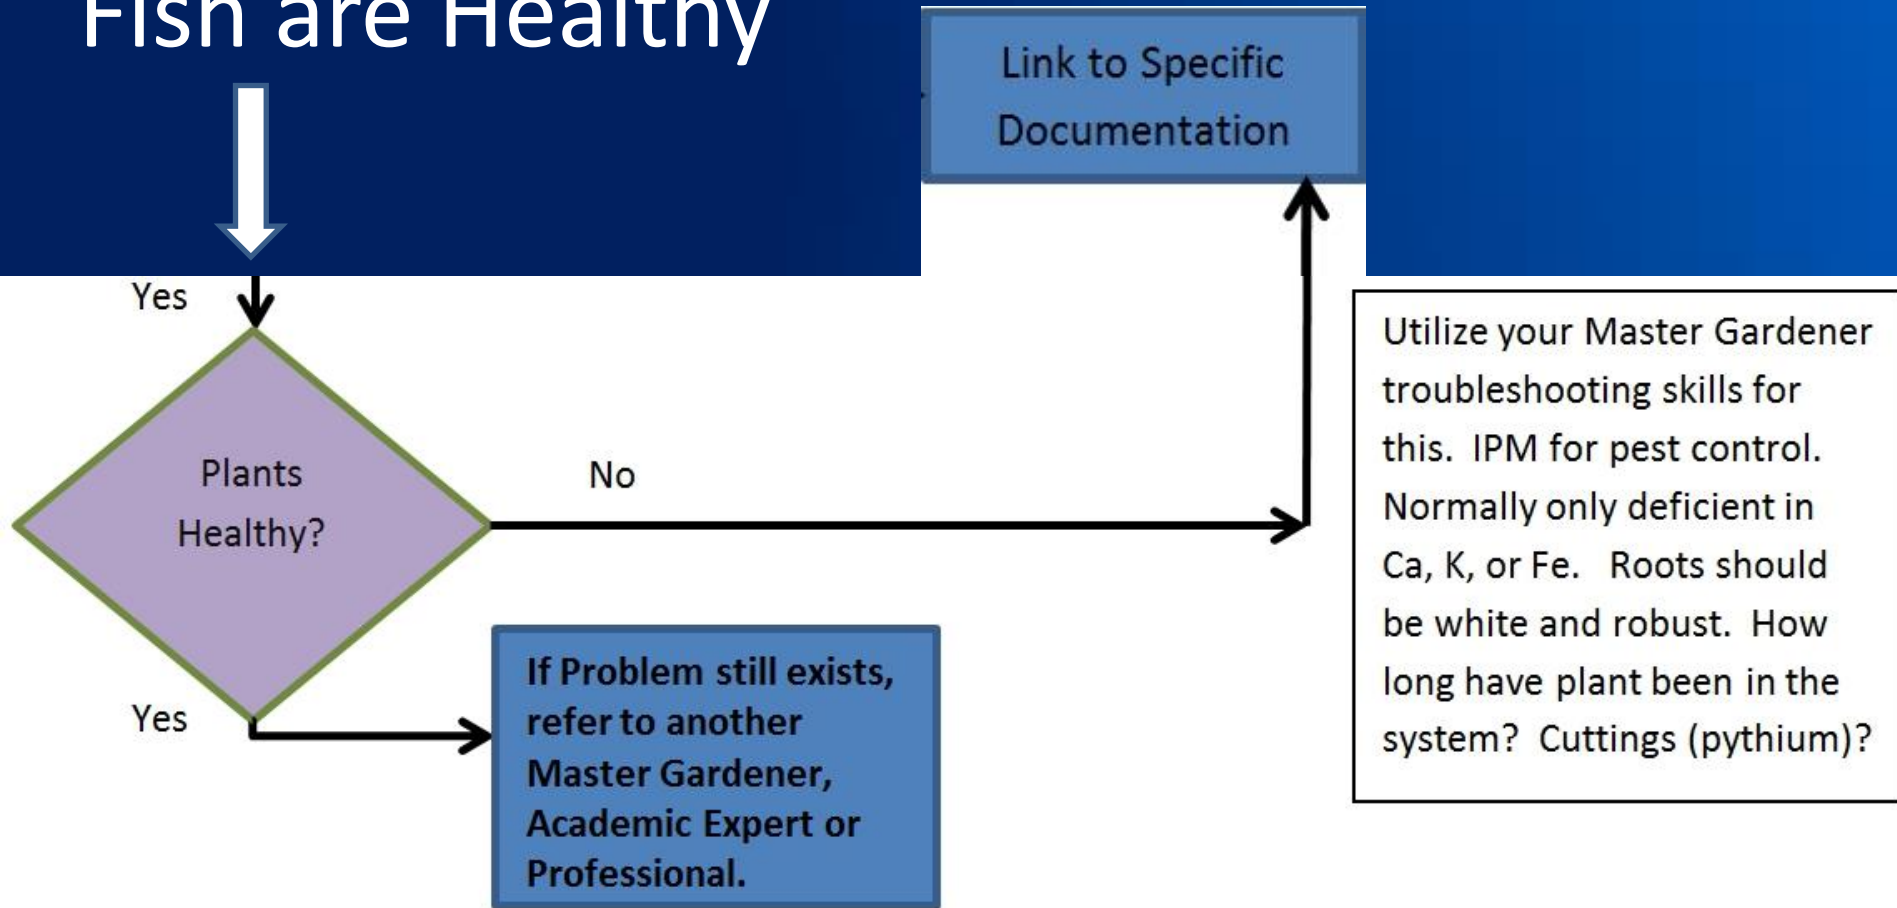 Fish are Healthy
Link to Specific
Documentation
Yes
Plants
Healthy?
No
Yes
If Problem still exists,
refer to another
Master Gardener,
Academic Expert or
Professional.
Utilize your Master Gardener
troubleshooting skills for
this.  IPM for pest control.
Normally only deficient in
Ca, K, or Fe.   Roots should
be white and robust.  How
long have plant been in the
system?  Cuttings (pythium)?